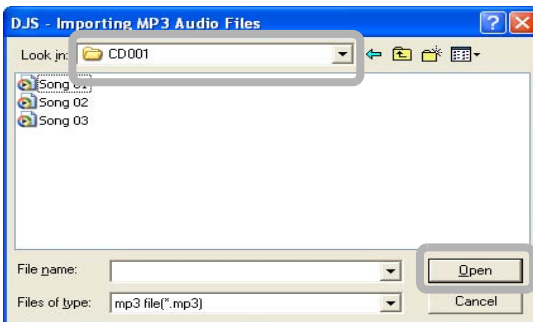 DJS - Importing MP3 Audio Files
Look in: CD001
Song 01
Song 02
Song 03
File name: Open
Files of type: mp3 file(*.mp3) Cancel